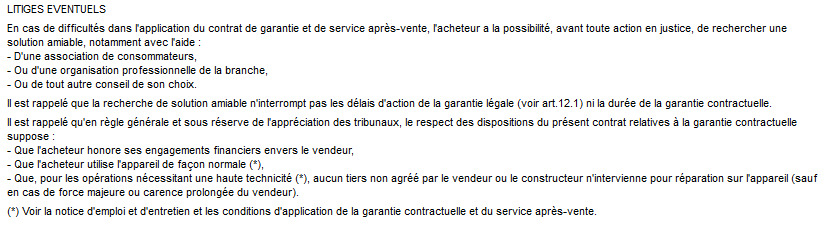 LITIGES EVENTUELS
En cas de difficultés dans l'application du contrat de garantie et de service après-vente, l'acheteur a la possibilité, avant toute action en justice, de rechercher une
solution amiable, notamment avec l'aide :
- D'une association de consommateurs,
- Ou d'une organisation professionnelle de la branche,
- Ou de tout autre conseil de son choix.
Il est rappelé que la recherche de solution amiable n'interrompt pas les délais d'action de la garantie légale (voir art.12.1) ni la durée de la garantie contractuelle.
Il est rappelé qu'en règle générale et sous réserve de l'appréciation des tribunaux, le respect des dispositions du présent contrat relatives à la garantie contractuelle
suppose :
- Que l'acheteur honore ses engagements financiers envers le vendeur,
- Que l'acheteur utilise l'appareil de façon normale (*),
- Que, pour les opérations nécessitant une haute technicité (*), aucun tiers non agréé par le vendeur ou le constructeur n'intervienne pour réparation sur l'appareil (sauf
en cas de force majeure ou carence prolongée du vendeur).
(*) Voir la notice d'emploi et d'entretien et les conditions d'application de la garantie contractuelle et du service après-vente.